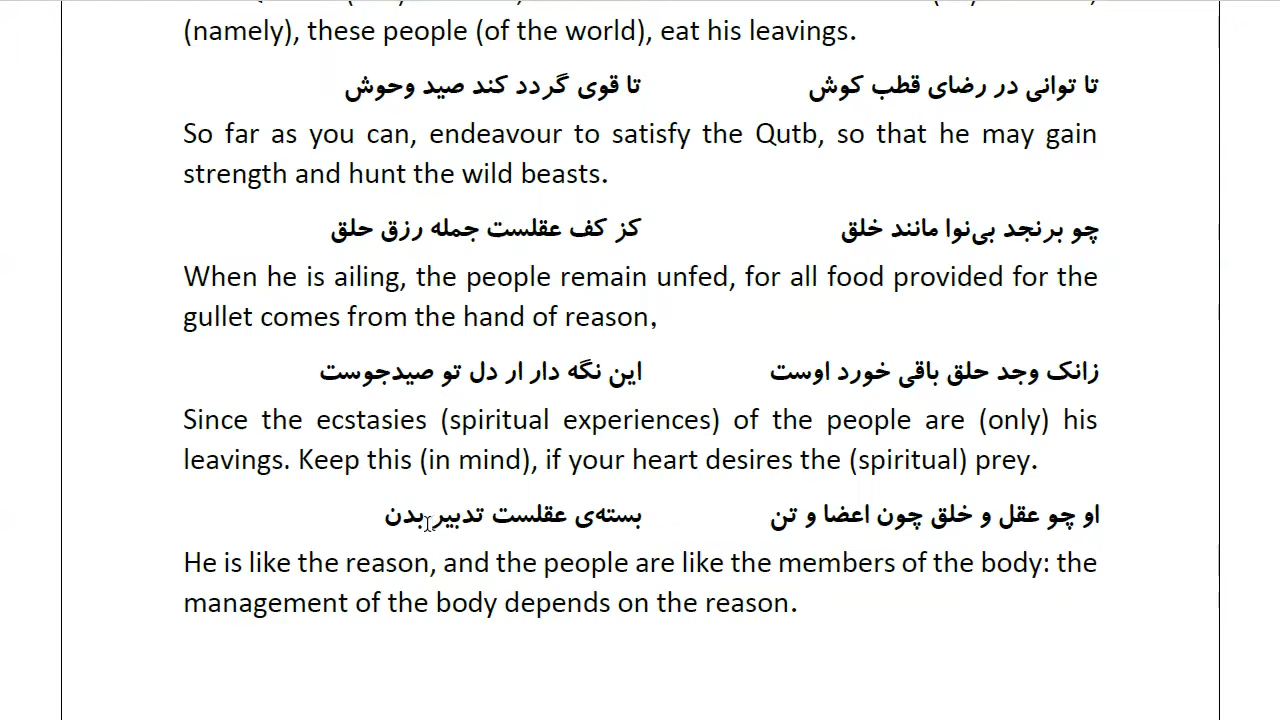 (namely), these people (of the world), eat his leavings.
تا توانی در رضای قطب کوش تا قوی گردد کند صید وحوش
So far as you can, endeavour to satisfy the Qutb, so that he may gain
strength and hunt the wild beasts.
چو برنجد بی‌نوا مانند خلق کز کف عقلست جمله رزق حلق
When he is ailing, the people remain unfed, for all food provided for the
gullet comes from the hand of reason,
زانک وجد حلق باقی خورد اوست این نگه دار ار دل تو صیدجوست
Since the ecstasies (spiritual experiences) of the people are (only) his
leavings. Keep this (in mind), if your heart desires the (spiritual) prey.
او چو عقل و خلق چون اعضا و تن بسته‌ی عقلست تدبیر بدن
He is like the reason, and the people are like the members of the body: the
management of the body depends on the reason.